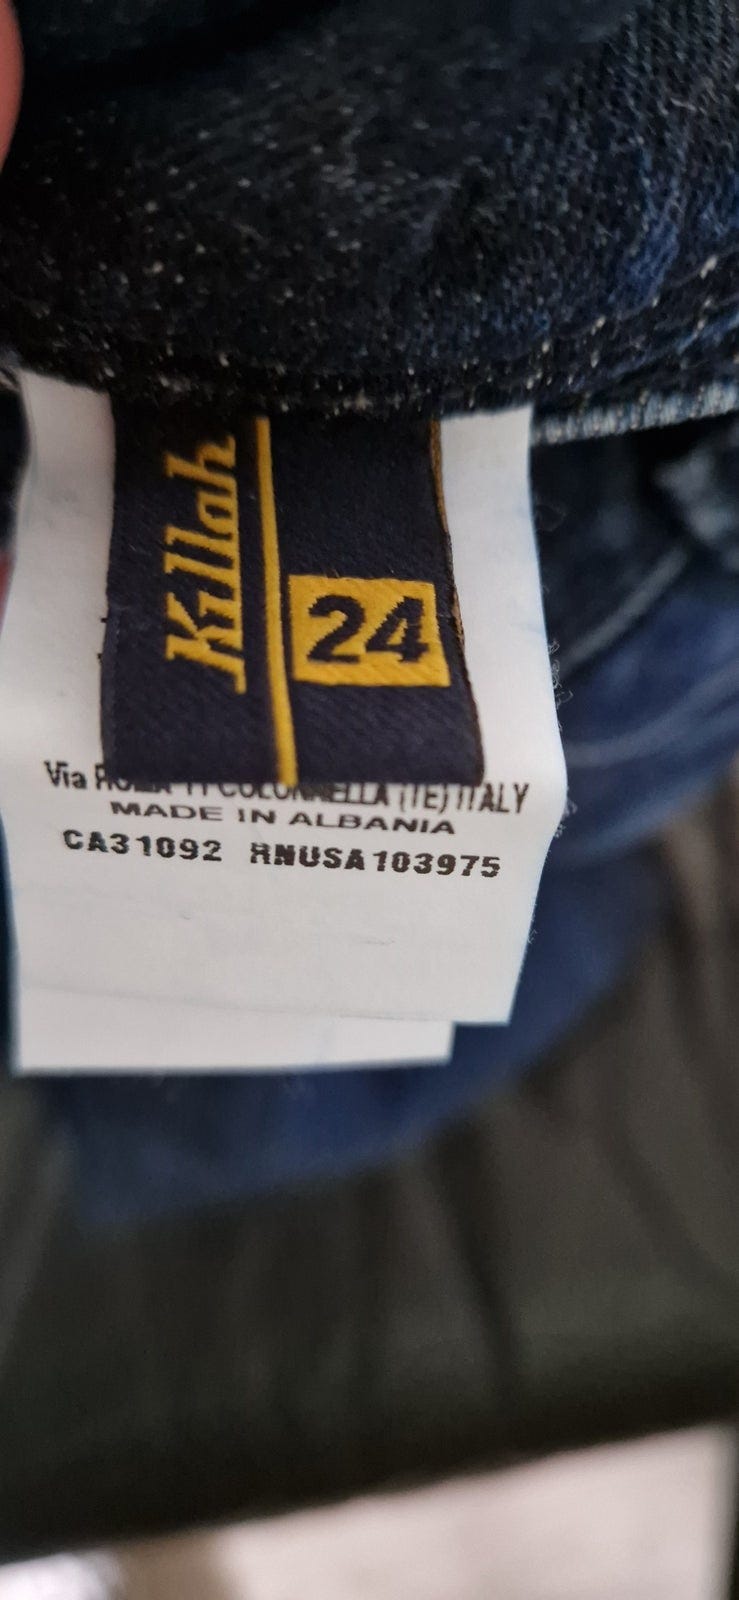 Killah
24
Via COLONNELLA (TE) ITALY
MADE IN ALBANIA
CA31092 RNUSA103975